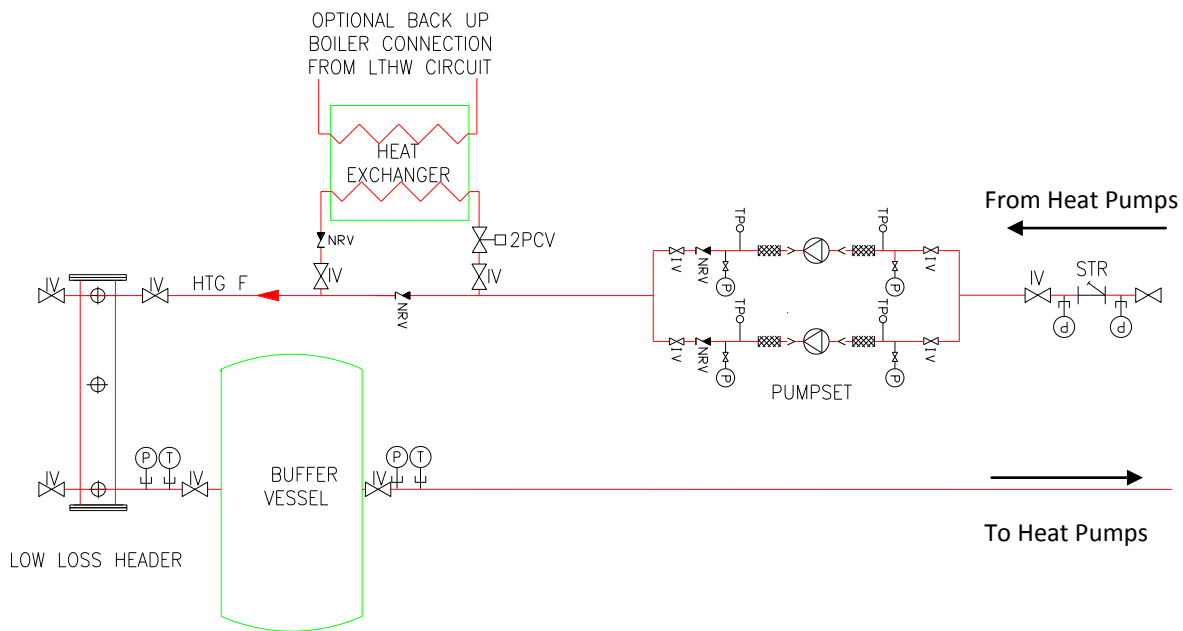 OPTIONAL BACK UP
BOILER CONNECTION
FROM LTHW CIRCUIT
HEAT
EXCHANGER
NRV
2PCV
IV
IV
From Heat Pumps
TPO
TPO
IV
NRV
P
P
IV
IV
STR
P
P
IV
IV
HTG F
NRV
TPO
TPO
IV
NRV
P
P
IV
PUMPSET
IV
P
T
IV
BUFFER
VESSEL
IV
P
T
To Heat Pumps
LOW LOSS HEADER